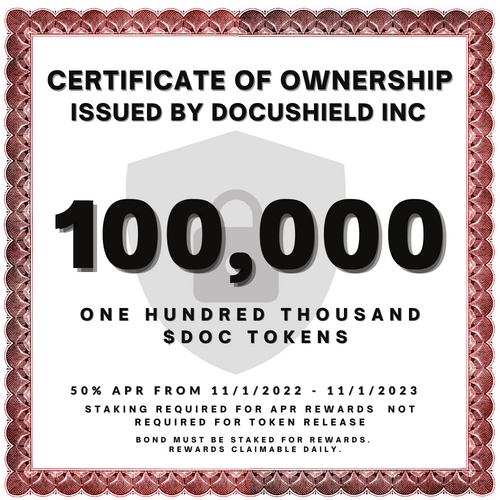 CERTIFICATE OF OWNERSHIP
ISSUED BY DOCUSHIELD INC
100,000
ONE HUNDRED THOUSAND
$DOC TOKENS
50% APR FROM 11/1/2022 - 11/1/2023
STAKING REQUIRED FOR APR REWARDS NOT
REQUIRED FOR TOKEN RELEASE
BOND MUST BE STAKED FOR REWARDS.
REWARDS CLAIMABLE DAILY.